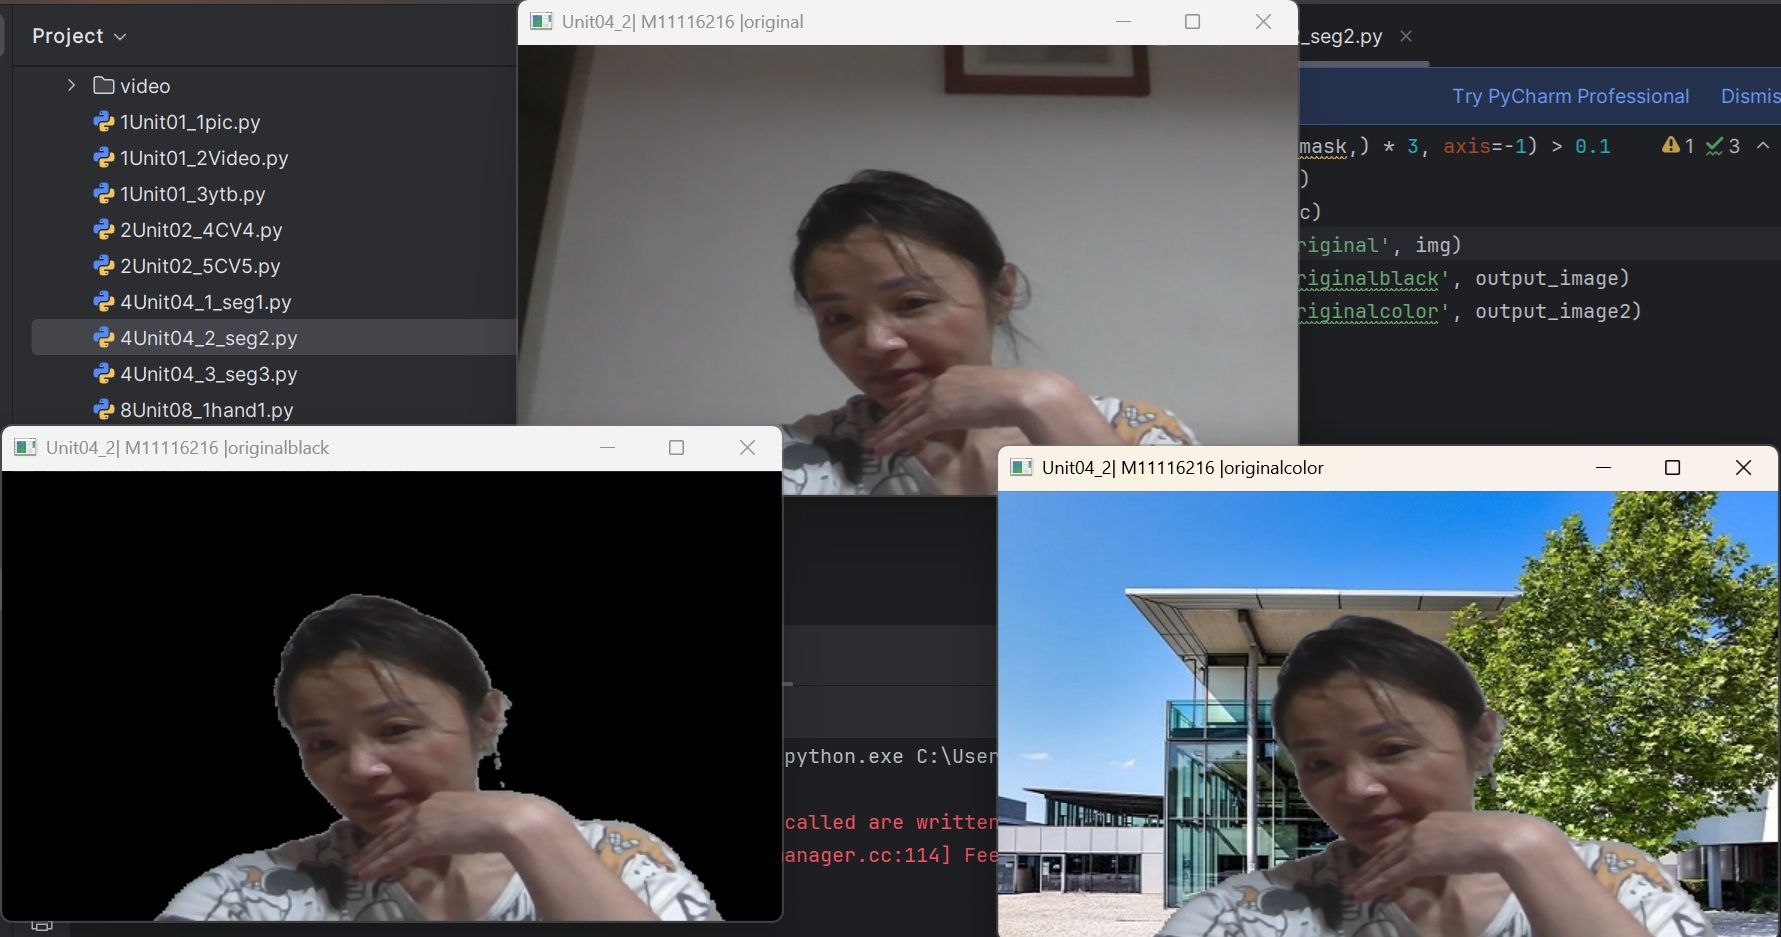 Project
video
1Unit01_1pic.py
1Unit01_2Video.py
1Unit01_3ytb.py
2Unit02_4CV4.py
2Unit02_5CV5.py
4Unit04_1_seg1.py
4Unit04_2_seg2.py
4Unit04_3_seg3.py
8Unit08_1hand1.py
Unit04_2| M11116216 |original
_seg2.py
Try PyCharm Professional Dismis
mask,) * 3, axis=-1) > 0.1 1 3
)
c)
riginal', img)
riginalblack', output_image)
riginalcolor', output_image2)
Unit04_2| M11116216 |originalblack
Unit04_2| M11116216 |originalcolor
python.exe C:\User
called are written
anager.cc:114] Fee